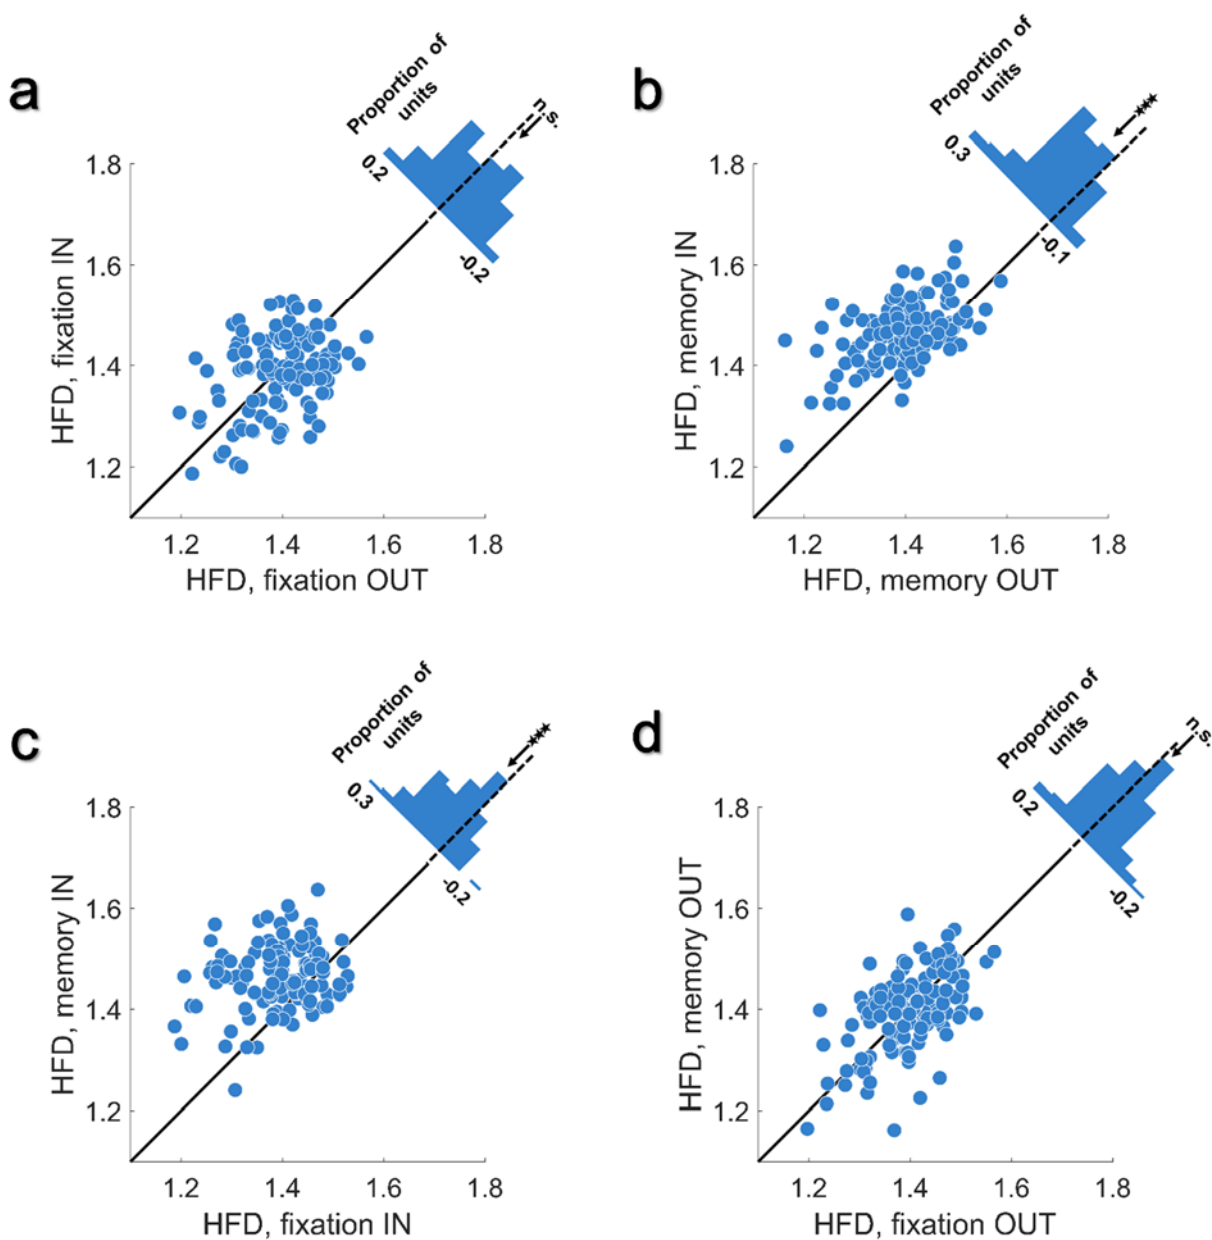 a
Proportion of
units
n.s.
0.2
-0.2
1.8
1.6
1.4
1.2
HFD, fixation IN
1.2 1.4 1.6 1.8
HFD, fixation OUT
b
Proportion of
units
★★★
0.3
-0.1
1.8
1.6
1.4
1.2
HFD, memory IN
1.2 1.4 1.6 1.8
HFD, memory OUT
c
Proportion of
units
★★★
0.3
-0.2
1.8
1.6
1.4
1.2
HFD, memory IN
1.2 1.4 1.6 1.8
HFD, fixation IN
d
Proportion of
units
n.s.
0.2
-0.2
1.8
1.6
1.4
1.2
HFD, memory OUT
1.2 1.4 1.6 1.8
HFD, fixation OUT